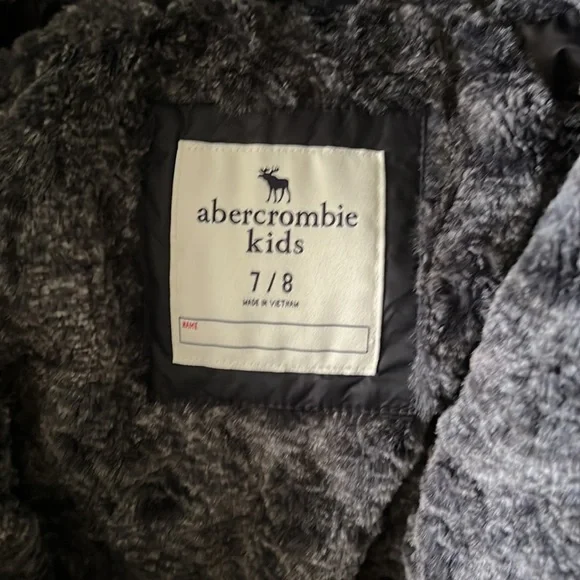 abercrombie
kids
7/8
MADE IN VIETNAM
NAME